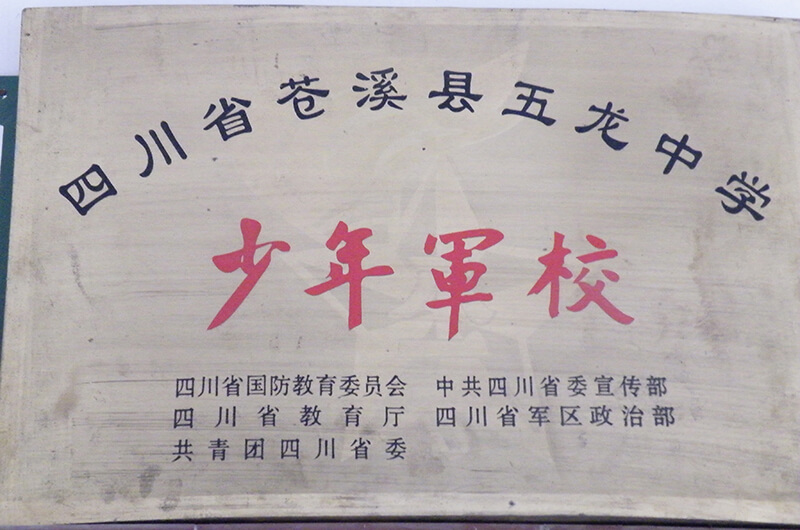 四川省苍溪县五龙中学
少年軍校
四川省国防教育委员会 中共四川省委宣传部
四川省教育厅 四川省军区政治部
共青团四川省委